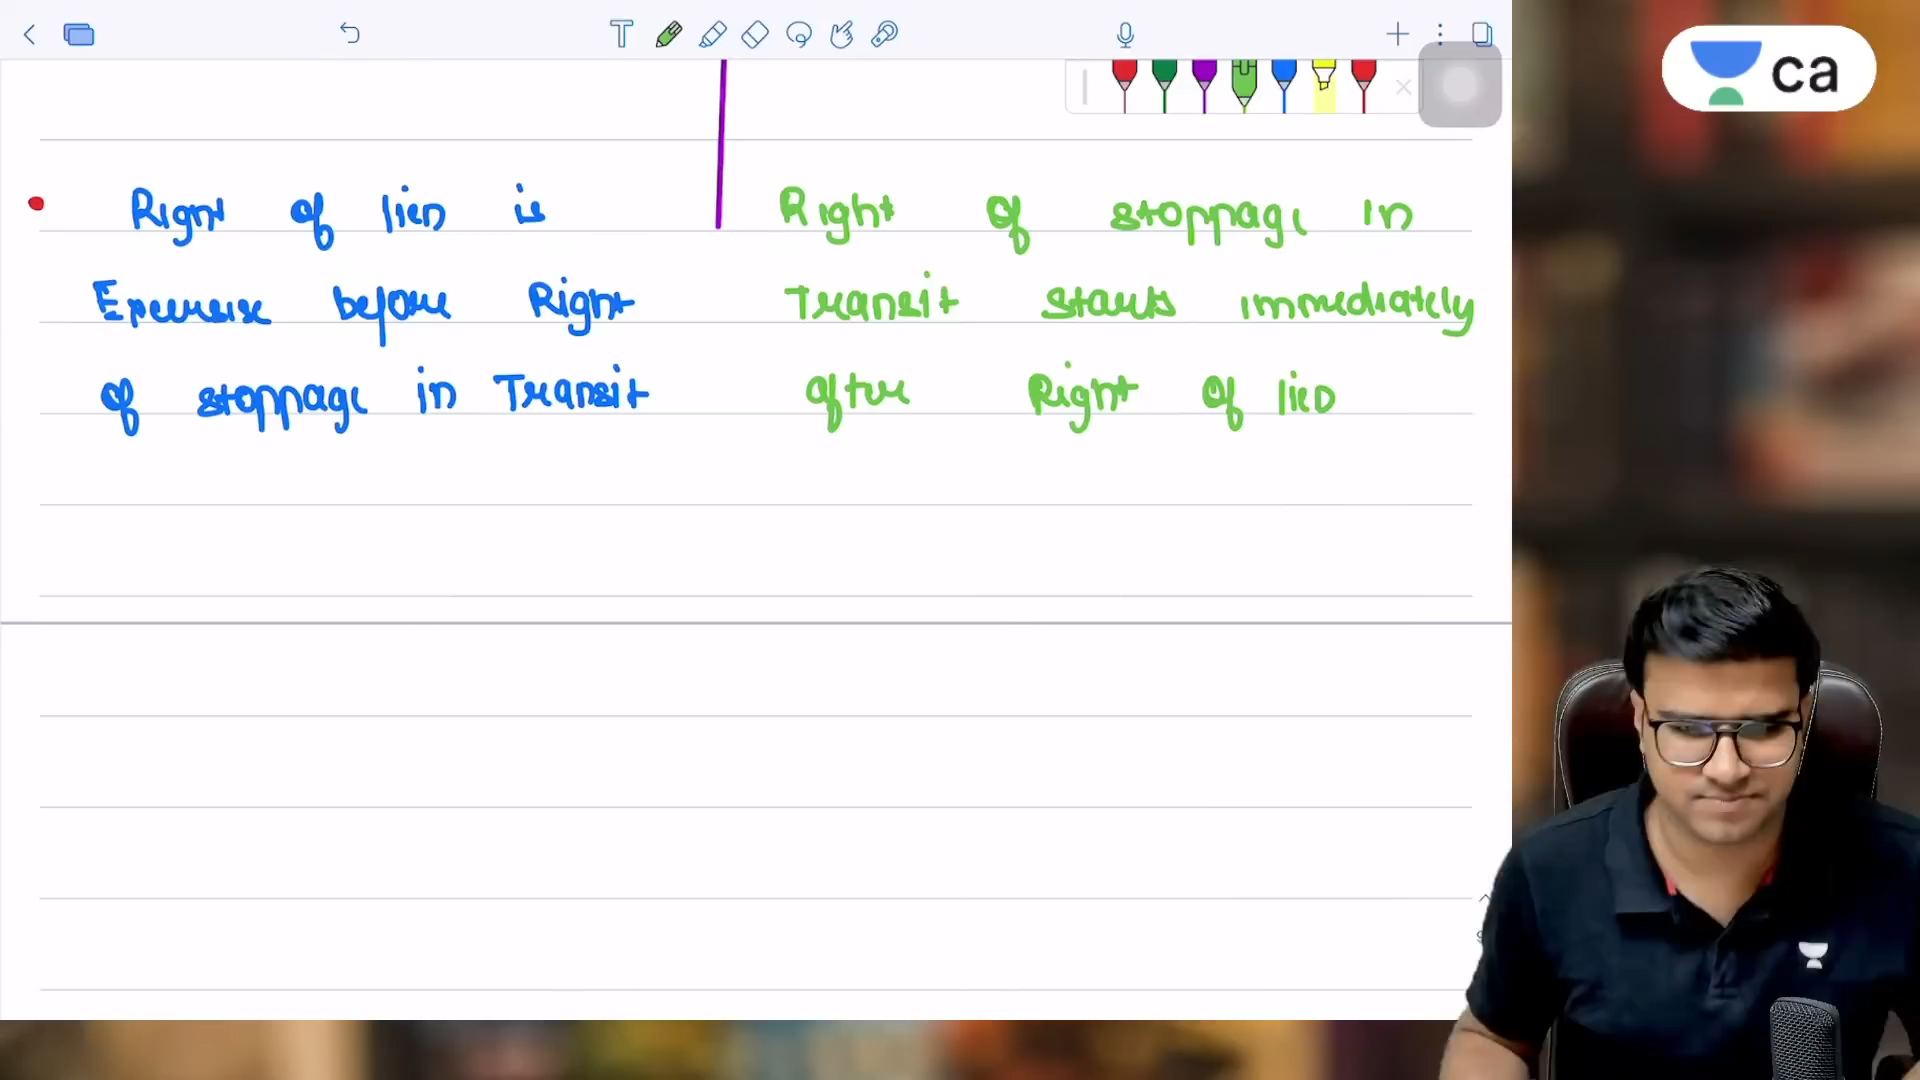 ca
Right of lien is
Exercise before Right
of stoppage in Transit
Right of stoppage in
Transit starts immediately
after Right of lien